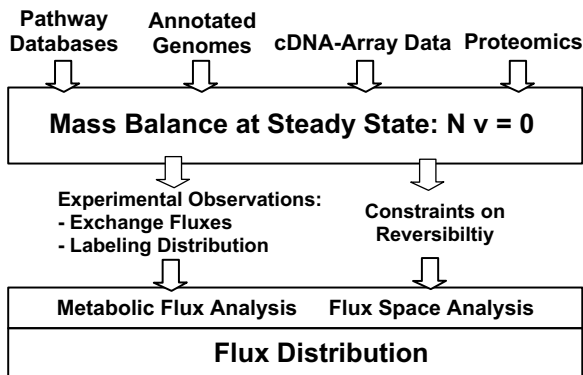 Pathway
Databases
Annotated
Genomes
cDNA-Array Data
Proteomics
Mass Balance at Steady State: N v = 0
Experimental Observations:
- Exchange Fluxes
- Labeling Distribution
Constraints on
Reversibiltiy
Metabolic Flux Analysis
Flux Space Analysis
Flux Distribution